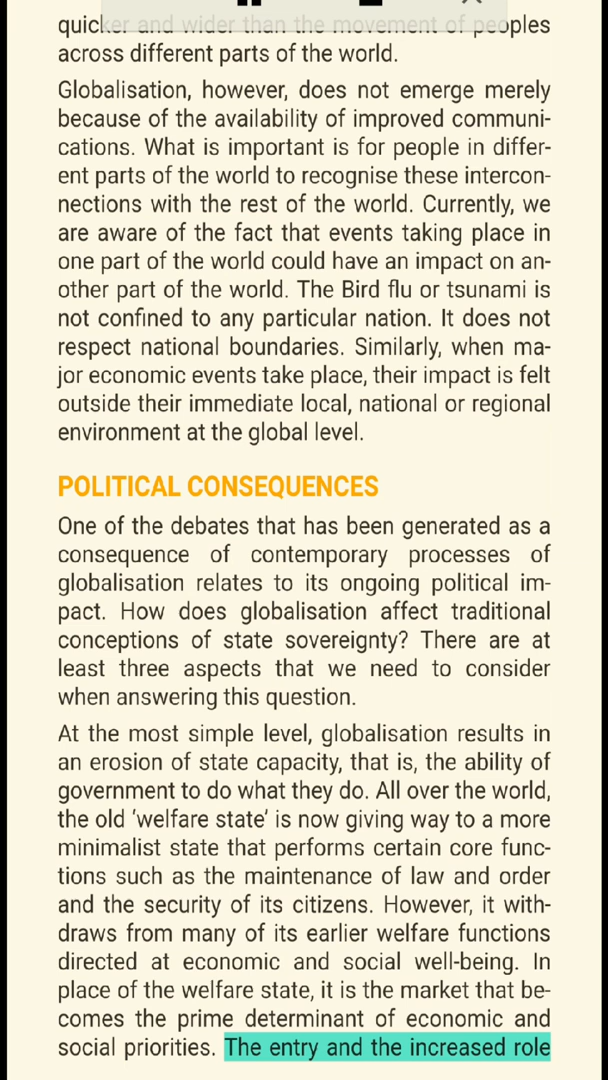 quicker and wider than the movement of peoples
across different parts of the world.
Globalisation, however, does not emerge merely
because of the availability of improved communi-
cations. What is important is for people in differ-
ent parts of the world to recognise these intercon-
nections with the rest of the world. Currently, we
are aware of the fact that events taking place in
one part of the world could have an impact on an-
other part of the world. The Bird flu or tsunami is
not confined to any particular nation. It does not
respect national boundaries. Similarly, when ma-
jor economic events take place, their impact is felt
outside their immediate local, national or regional
environment at the global level.
POLITICAL CONSEQUENCES
One of the debates that has been generated as a
consequence of contemporary processes of
globalisation relates to its ongoing political im-
pact. How does globalisation affect traditional
conceptions of state sovereignty? There are at
least three aspects that we need to consider
when answering this question.
At the most simple level, globalisation results in
an erosion of state capacity, that is, the ability of
government to do what they do. All over the world,
the old ‘welfare state’ is now giving way to a more
minimalist state that performs certain core func-
tions such as the maintenance of law and order
and the security of its citizens. However, it with-
draws from many of its earlier welfare functions
directed at economic and social well-being. In
place of the welfare state, it is the market that be-
comes the prime determinant of economic and
social priorities. The entry and the increased role